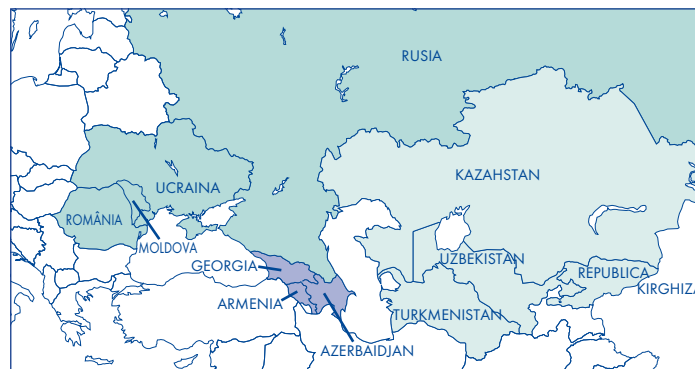 RUSIA
KAZAHSTAN
UCRAINA
ROMÂNIA
MOLDOVA
UZBEKISTAN
GEORGIA
REPUBLICA
KIRGHIZ
ARMENIA
TURKMENISTAN
AZERBAIDJAN